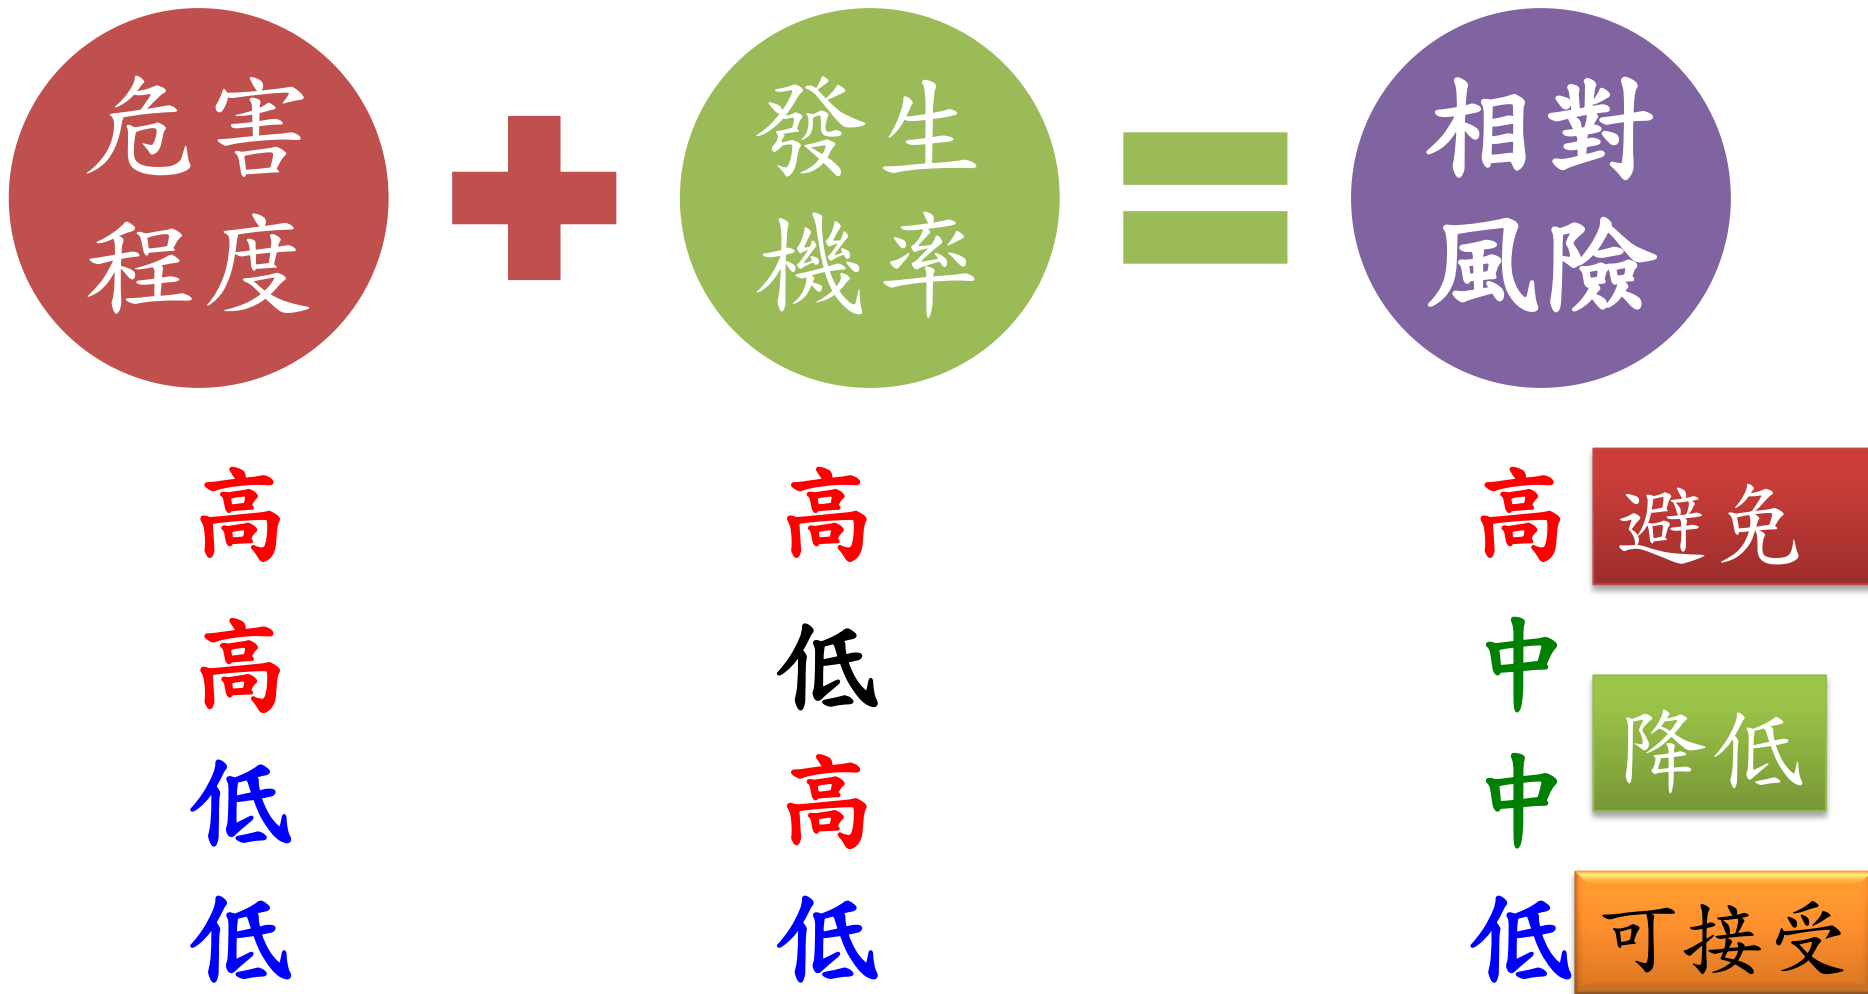 危害
程度
發生
機率
相對
風險
高 高 高 避免
高 低 中
降低
低 高 中
低 低 低 可接受